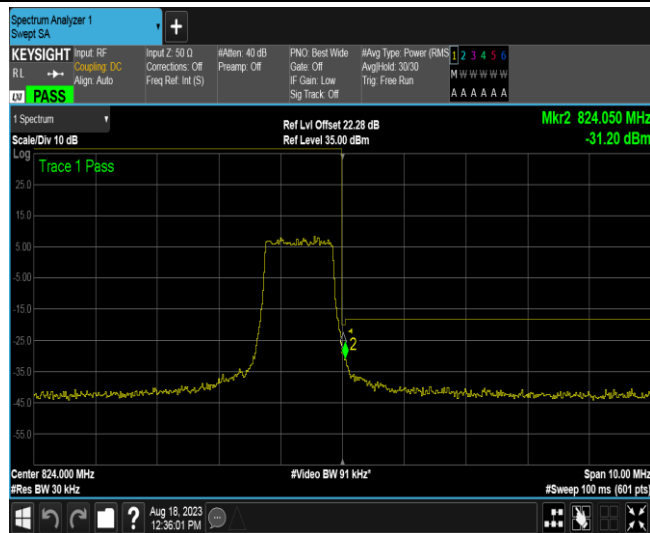 Spectrum Analyzer 1
Swept SA
+
KEYSIGHT
RL
LXI PASS
Input: RF
Coupling: DC
Align: Auto
Input Z: 50 Ω
Corrections: Off
Freq Ref: Int (S)
#Atten: 40 dB
Preamp: Off
PNO: Best Wide
Gate: Off
IF Gain: Low
Sig Track: Off
#Avg Type: Power (RMS
Avg|Hold: 30/30
Trig: Free Run
1 2 3 4 5 6
M W W W W W
A A A A A A
1 Spectrum
Scale/Div 10 dB
Ref Lvl Offset 22.28 dB
Ref Level 35.00 dBm
Mkr2 824.050 MHz
-31.20 dBm
Log
Trace 1 Pass
25.0
15.0
5.00
-5.00
-15.0
-25.0
-35.0
-45.0
-55.0
2
Center 824.000 MHz
#Res BW 30 kHz
#Video BW 91 kHz*
Span 10.00 MHz
#Sweep 100 ms (601 pts)
?
Aug 18, 2023
12:36:01 PM